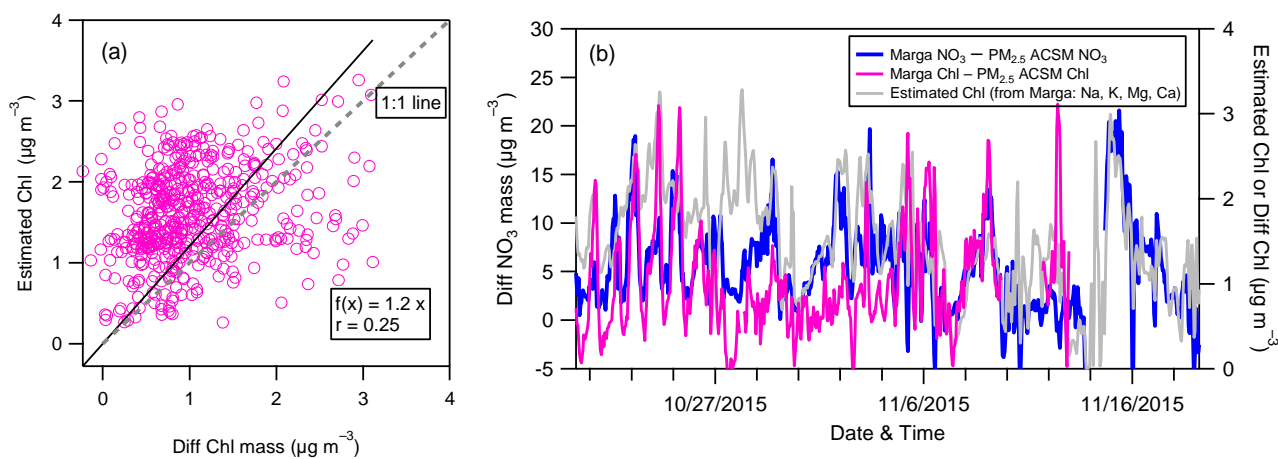 (a)
Estimated Chl (µg m⁻³)
4
3
2
1
0
1:1 line
f(x) = 1.2 x
r = 0.25
0 1 2 3 4
Diff Chl mass (µg m⁻³)
(b)
Diff NO₃ mass (µg m⁻³)
30
25
20
15
10
5
0
-5
Marga NO₃ − PM₂.₅ ACSM NO₃
Marga Chl − PM₂.₅ ACSM Chl
Estimated Chl (from Marga: Na, K, Mg, Ca)
4
3
2
1
0
Estimated Chl or Diff Chl (µg m⁻³)
10/27/2015 11/6/2015 11/16/2015
Date & Time